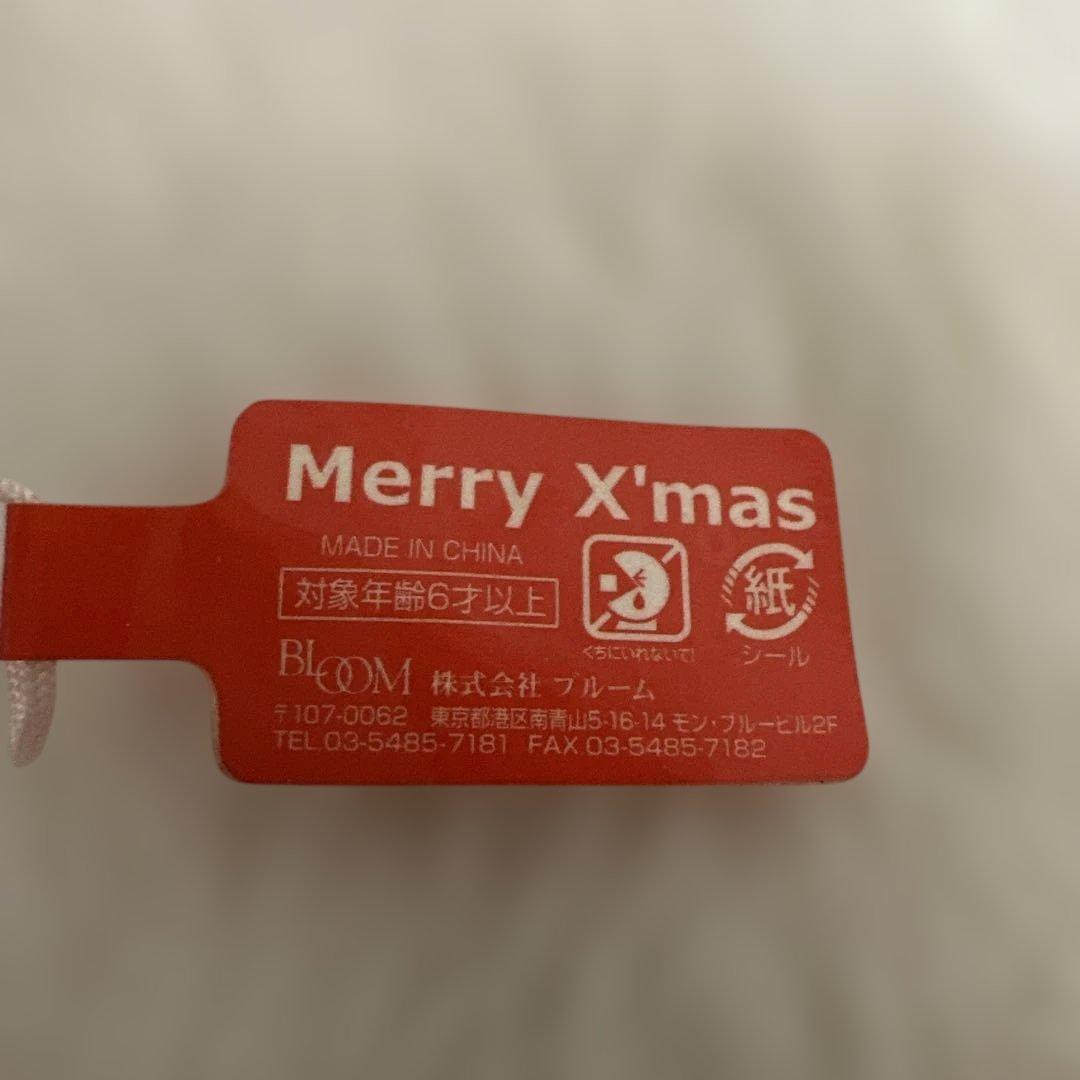 Merry X'mas
MADE IN CHINA
対象年齢6才以上
くちにいれないで!
紙
シール
BLOOM 株式会社 ブルーム
〒107-0062 東京都港区南青山5-16-14 モン・ブルービル2F
TEL.03-5485-7181 FAX.03-5485-7182